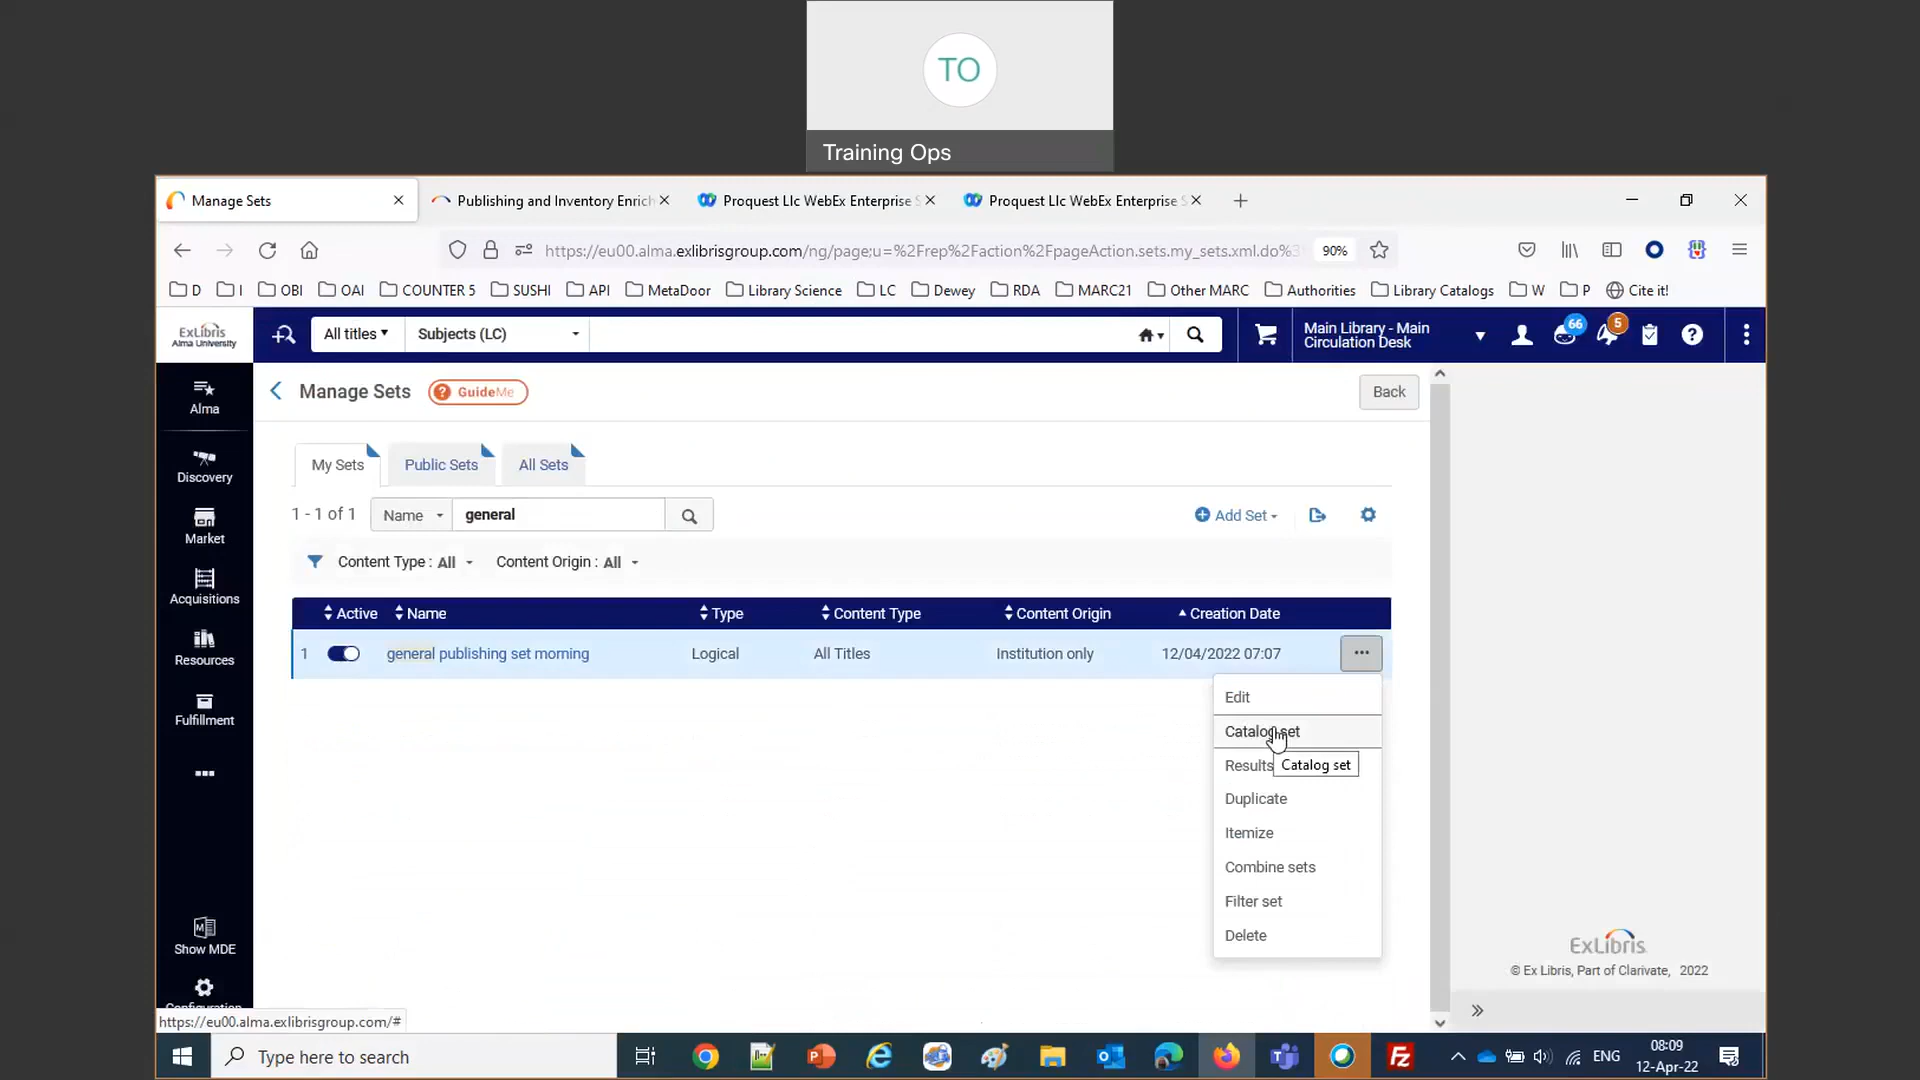 TO
Training Ops
Manage Sets
Publishing and Inventory Enrich
Proquest Llc WebEx Enterprise S
Proquest Llc WebEx Enterprise S
https://eu00.alma.exlibrisgroup.com/ng/page;u=%2Frep%2Faction%2FpageAction.sets.my_sets.xml.do%3
90%
D
I
OBI
OAI
COUNTER 5
SUSHI
API
MetaDoor
Library Science
LC
Dewey
RDA
MARC21
Other MARC
Authorities
Library Catalogs
W
P
Cite it!
ExLibris
Alma University
All titles
Subjects (LC)
Main Library - Main
Circulation Desk
66
5
Alma
Discovery
Market
Acquisitions
Resources
Fulfillment
Show MDE
Configuration
Manage Sets
GuideMe
Back
My Sets
Public Sets
All Sets
1 - 1 of 1
Name
general
Add Set
Content Type : All
Content Origin : All
Active
Name
Type
Content Type
Content Origin
Creation Date
1
general publishing set morning
Logical
All Titles
Institution only
12/04/2022 07:07
Edit
Catalog set
Results
Catalog set
Duplicate
Itemize
Combine sets
Filter set
Delete
ExLibris
© Ex Libris, Part of Clarivate, 2022
https://eu00.alma.exlibrisgroup.com/#
Type here to search
ENG
08:09
12-Apr-22